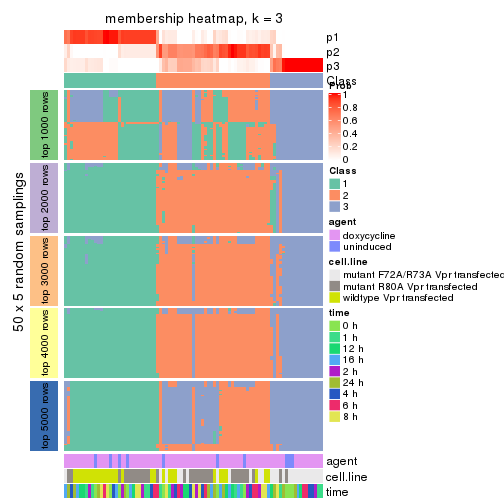 membership heatmap, k = 3
p1
p2
p3
Class
Prob
1
0.8
0.6
0.4
0.2
0
Class
1
2
3
agent
doxycycline
uninduced
cell.line
mutant F72A/R73A Vpr transfected
mutant R80A Vpr transfected
wildtype Vpr transfected
time
0 h
1 h
12 h
16 h
2 h
24 h
4 h
6 h
8 h
50 x 5 random samplings
top 1000 rows
top 2000 rows
top 3000 rows
top 4000 rows
top 5000 rows
agent
cell.line
time